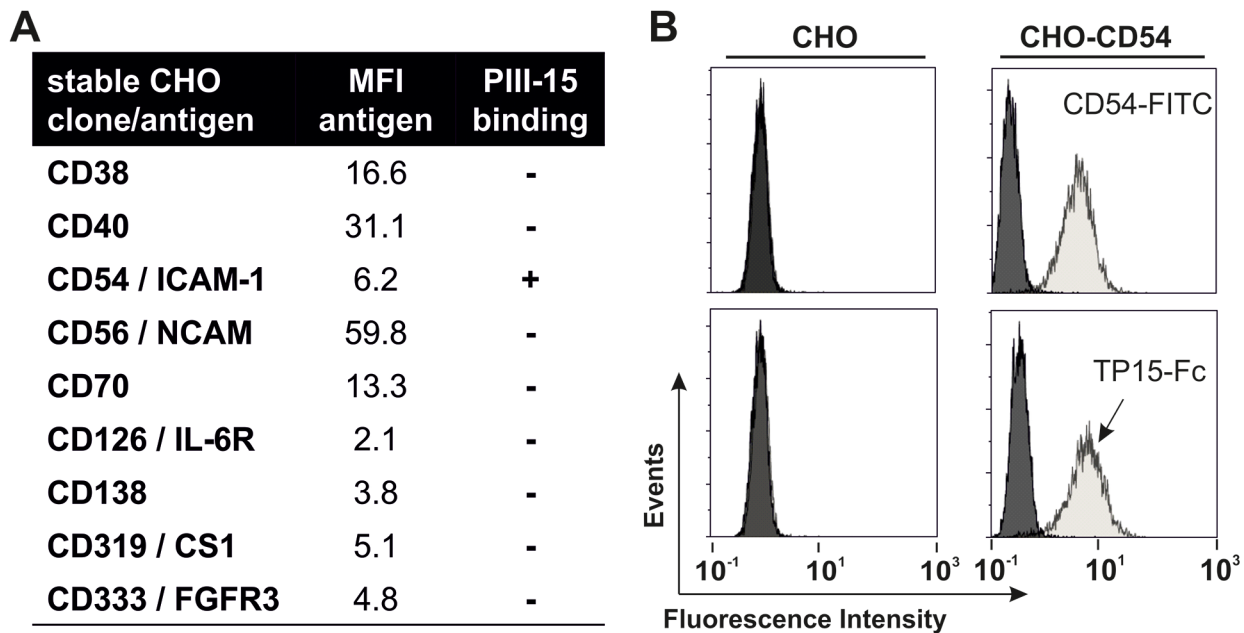 A
stable CHO clone/antigen MFI antigen PIII-15 binding
CD38 16.6 -
CD40 31.1 -
CD54 / ICAM-1 6.2 +
CD56 / NCAM 59.8 -
CD70 13.3 -
CD126 / IL-6R 2.1 -
CD138 3.8 -
CD319 / CS1 5.1 -
CD333 / FGFR3 4.8 -
B
CHO CHO-CD54
CD54-FITC
TP15-Fc
Events
10⁻¹ 10¹ 10³ 10⁻¹ 10¹ 10³
Fluorescence Intensity